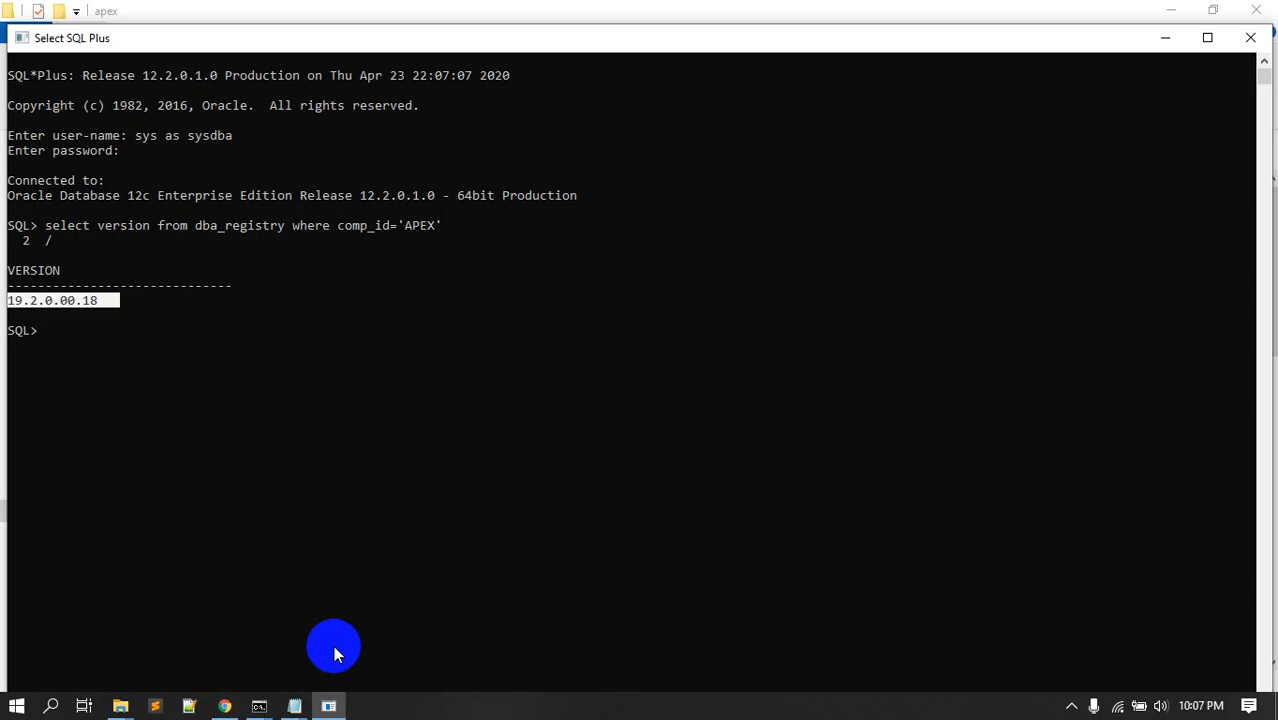 apex
Select SQL Plus
SQL*Plus: Release 12.2.0.1.0 Production on Thu Apr 23 22:07:07 2020
Copyright (c) 1982, 2016, Oracle.  All rights reserved.
Enter user-name: sys as sysdba
Enter password:
Connected to:
Oracle Database 12c Enterprise Edition Release 12.2.0.1.0 - 64bit Production
SQL> select version from dba_registry where comp_id='APEX'
  2  /
VERSION
------------------------------
19.2.0.00.18
SQL>
10:07 PM